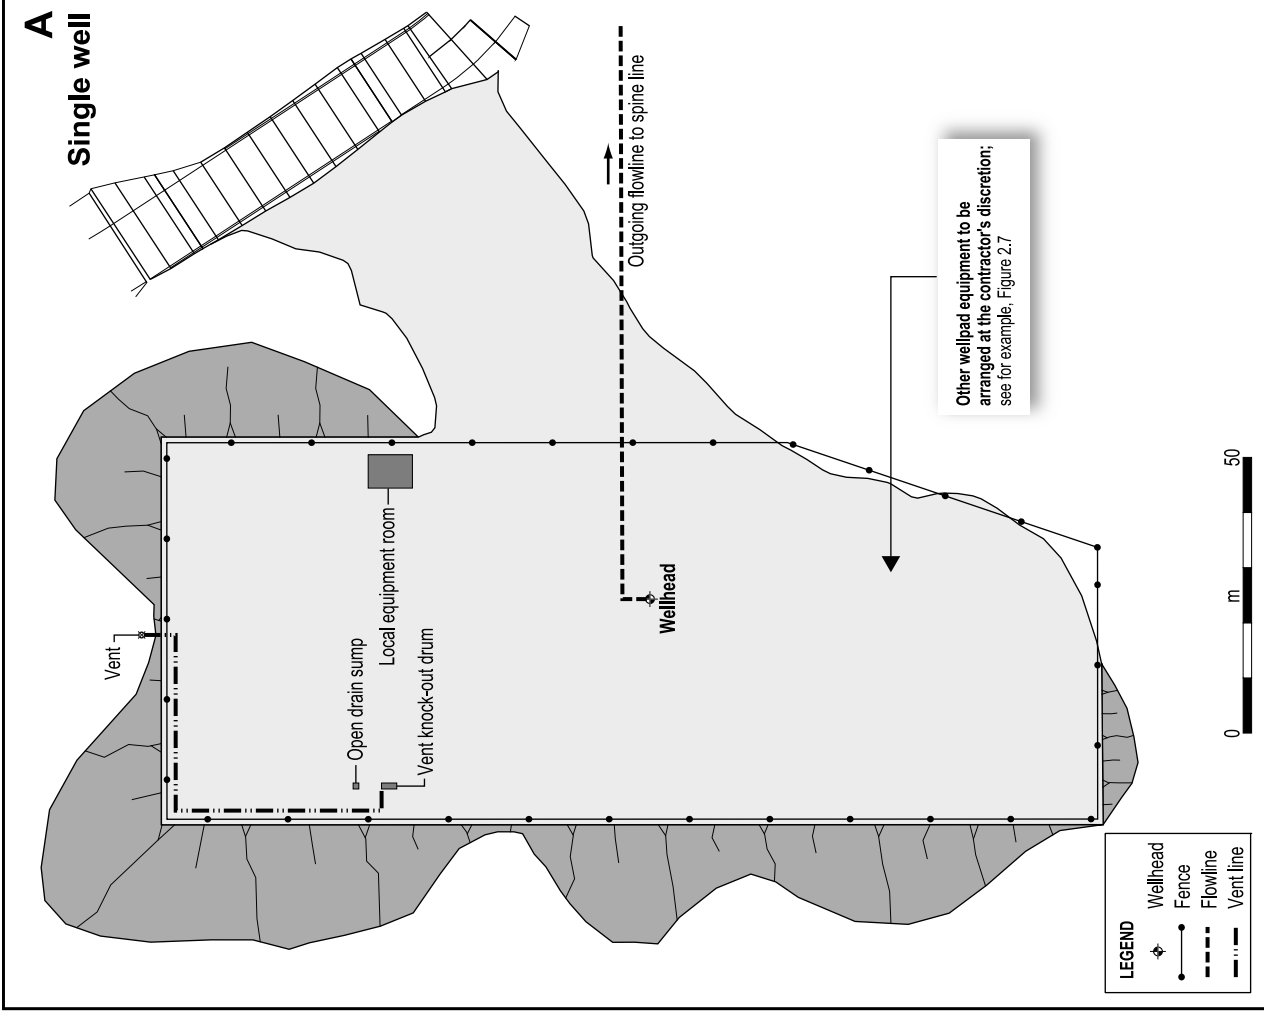 A
Single well
Vent
Open drain sump
Local equipment room
Vent knock-out drum
Wellhead
Outgoing flowline to spine line
Other wellpad equipment to be
arranged at the contractor's discretion;
see for example, Figure 2.7
0 m 50
LEGEND
Wellhead
Fence
Flowline
Vent line